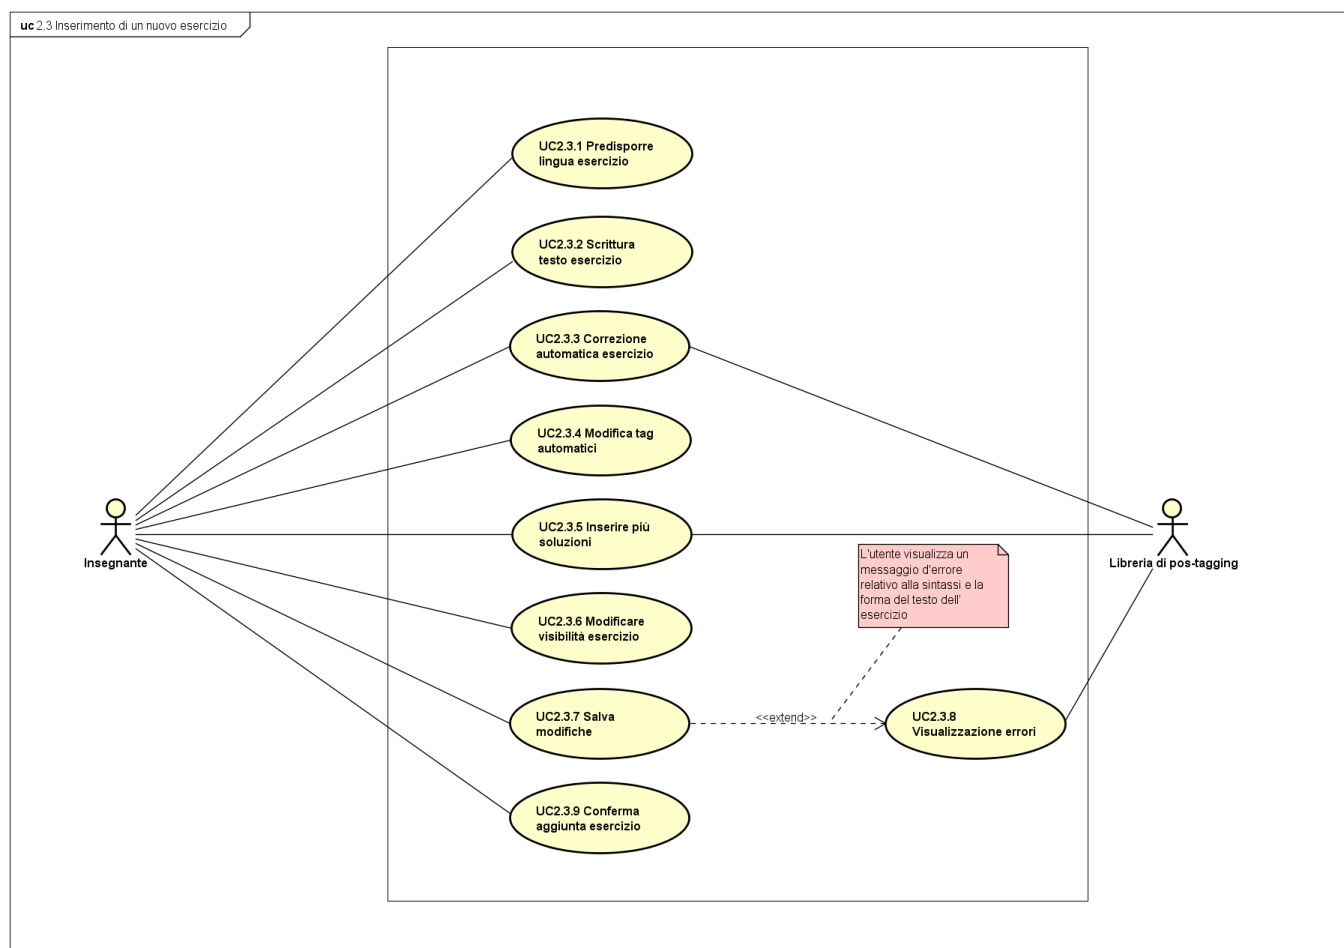 uc 2.3 Inserimento di un nuovo esercizio
UC2.3.1 Predisporre
lingua esercizio
UC2.3.2 Scrittura
testo esercizio
UC2.3.3 Correzione
automatica esercizio
UC2.3.4 Modifica tag
automatici
UC2.3.5 Inserire più
soluzioni
Insegnante
Libreria di pos-tagging
L'utente visualizza un
messaggio d'errore
relativo alla sintassi e la
forma del testo dell'
esercizio
UC2.3.6 Modificare
visibilità esercizio
UC2.3.7 Salva
modifiche
<<extend>>
UC2.3.8
Visualizzazione errori
UC2.3.9 Conferma
aggiunta esercizio